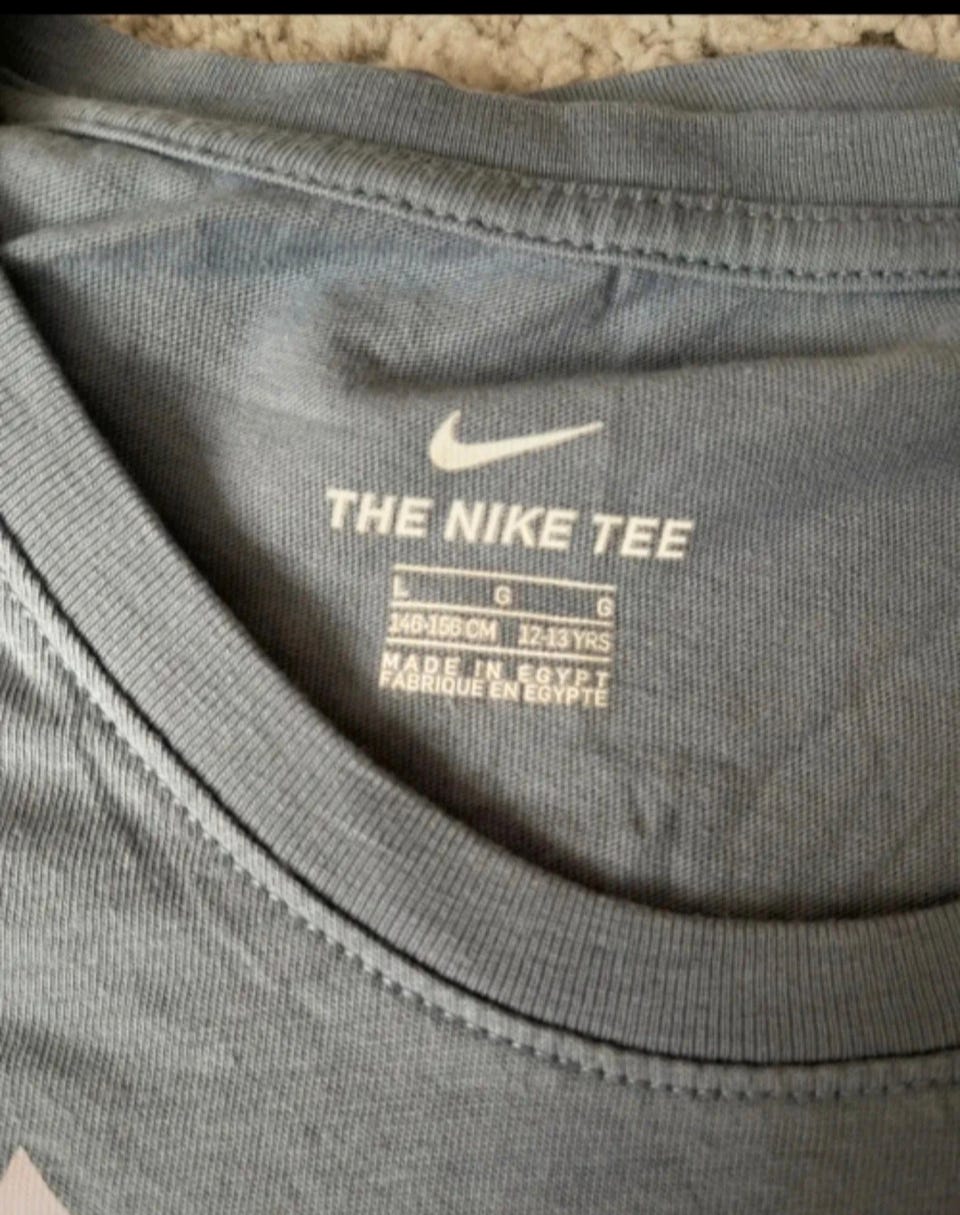 THE NIKE TEE
L G G
146-156 CM 12-13 YRS
MADE IN EGYPT
FABRIQUE EN EGYPTE